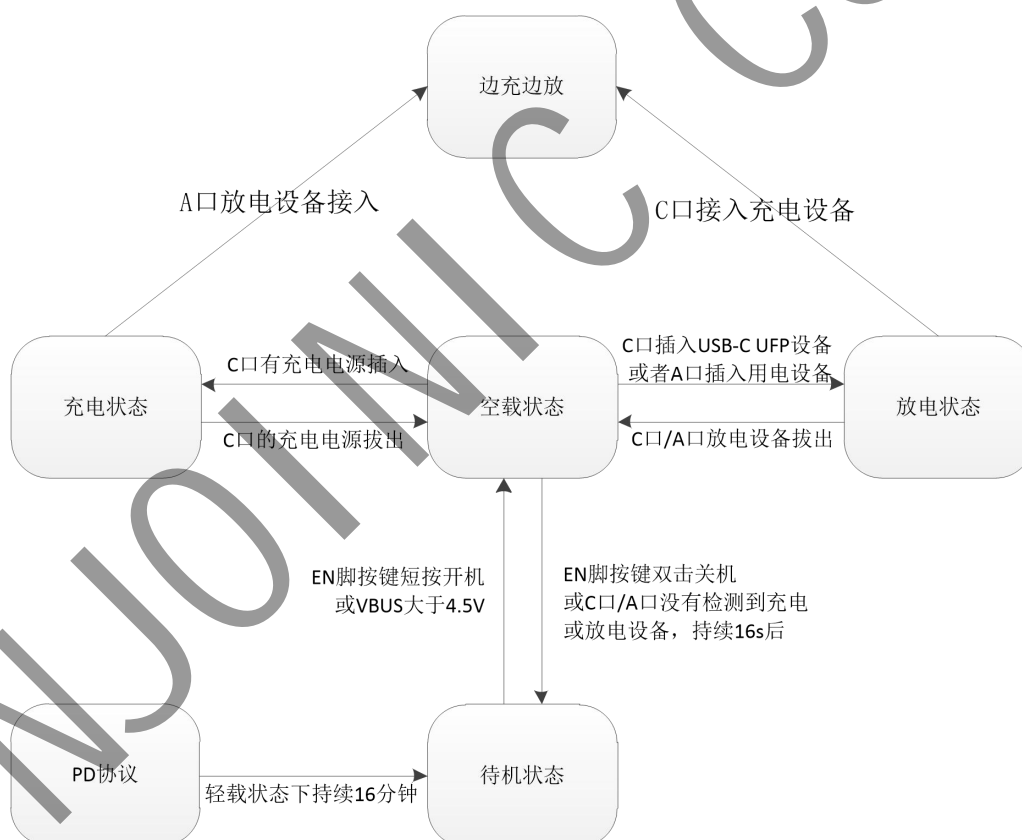 边充边放
A口放电设备接入
C口接入充电设备
C口插入USB-C UFP设备
或者A口插入用电设备
C口有充电电源插入
充电状态
空载状态
放电状态
C口的充电电源拔出
C口/A口放电设备拔出
EN脚按键短按开机
或VBUS大于4.5V
EN脚按键双击关机
或C口/A口没有检测到充电
或放电设备，持续16s后
PD协议
待机状态
轻载状态下持续16分钟
NJOINIC C